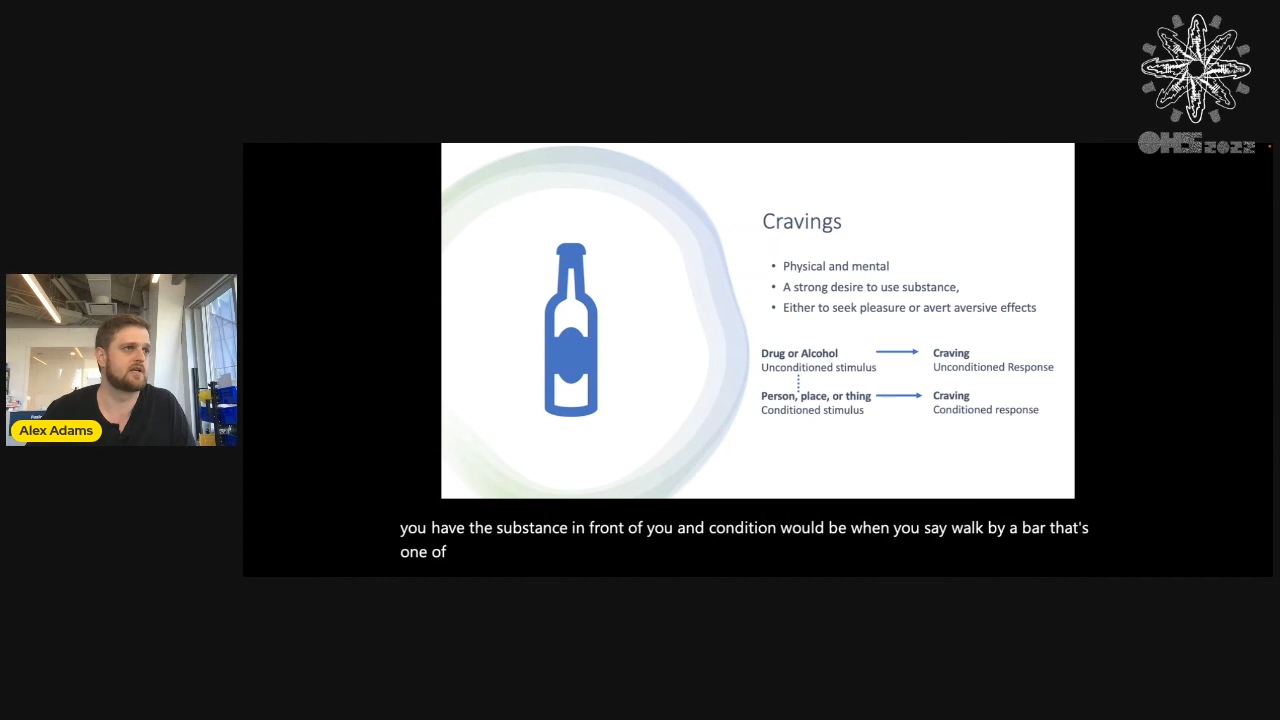 OHS2022
Cravings
• Physical and mental
• A strong desire to use substance,
• Either to seek pleasure or avert aversive effects
Drug or Alcohol
Unconditioned stimulus
Craving
Unconditioned Response
Person, place, or thing
Conditioned stimulus
Craving
Conditioned response
Alex Adams
you have the substance in front of you and condition would be when you say walk by a bar that's
one of